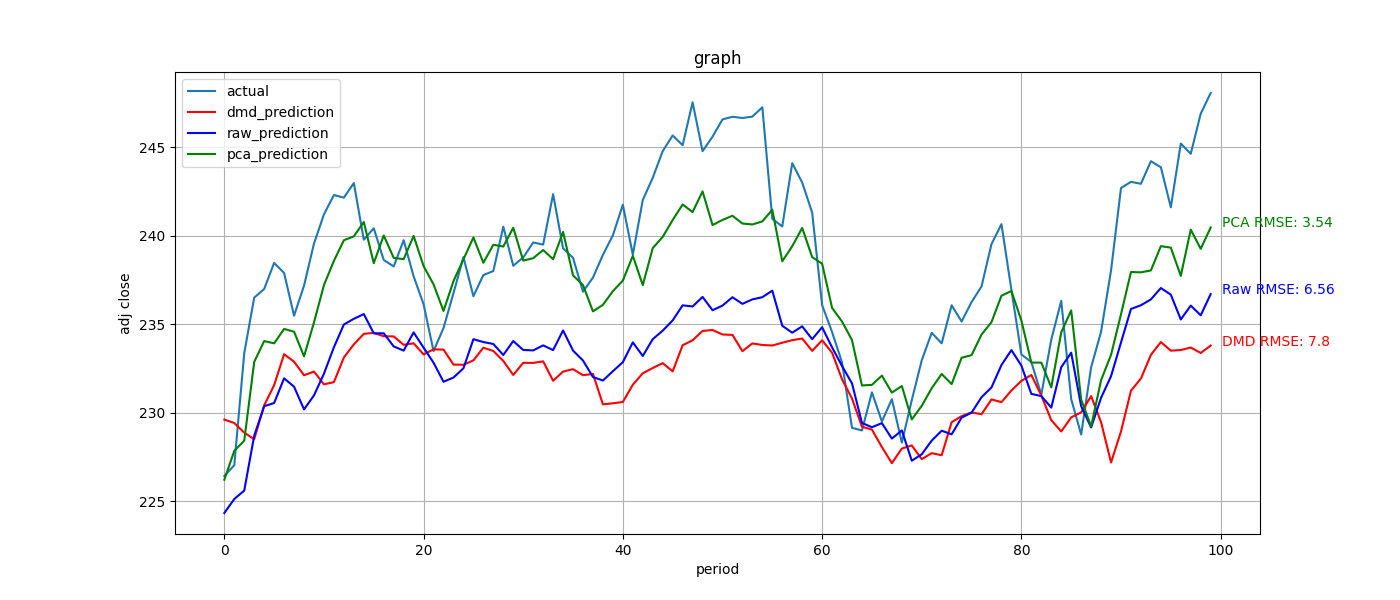 graph
actual
dmd_prediction
raw_prediction
pca_prediction
adj close
245
240
235
230
225
PCA RMSE: 3.54
Raw RMSE: 6.56
DMD RMSE: 7.8
0 20 40 60 80 100
period